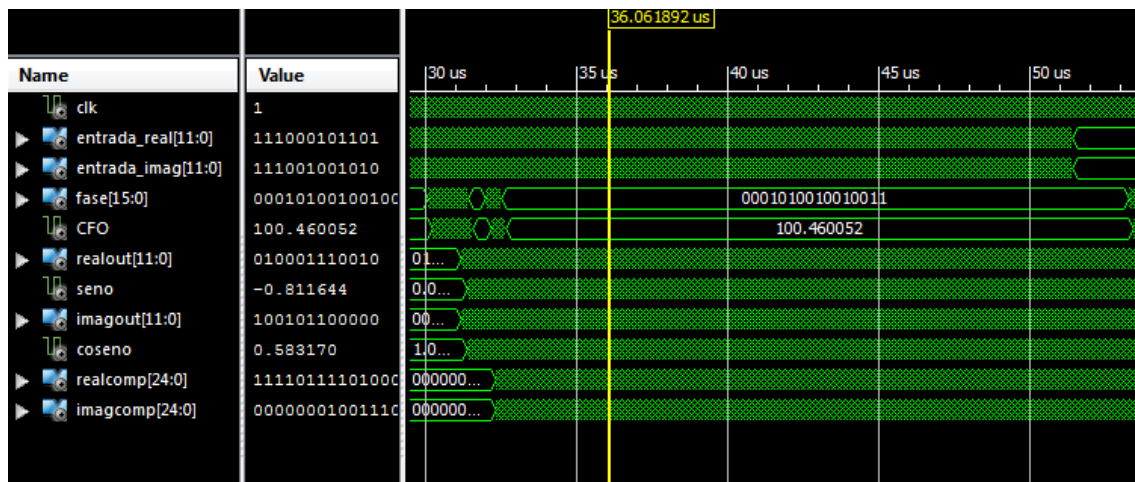 36.061892 us
Name Value 30 us 35 us 40 us 45 us 50 us
clk 1
entrada_real[11:0] 111000101101
entrada_imag[11:0] 111001001010
fase[15:0] 00010100100100 0001010010010011
CFO 100.460052 100.460052
realout[11:0] 010001110010 01...
seno -0.811644 0.0...
imagout[11:0] 100101100000 00...
coseno 0.583170 1.0...
realcomp[24:0] 11110111101000 000000...
imagcomp[24:0] 00000001001110 000000...